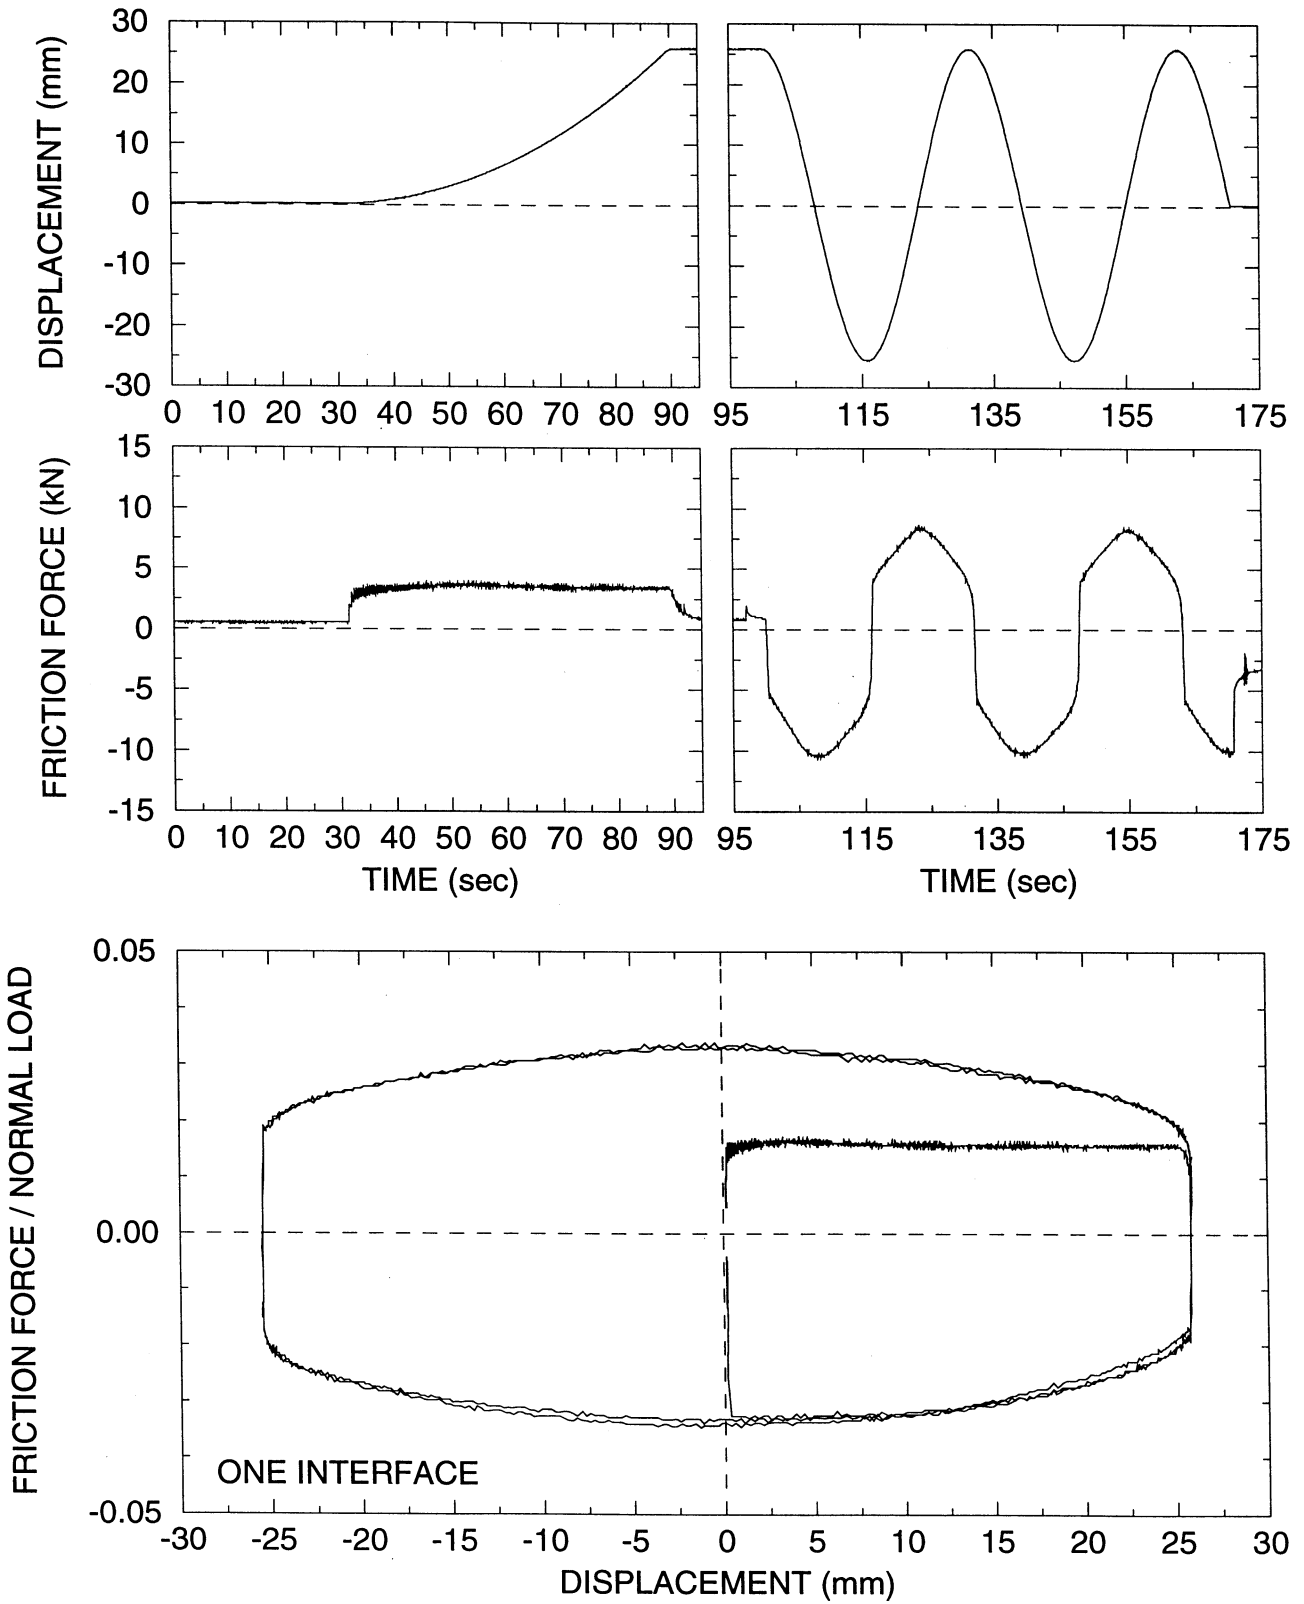 DISPLACEMENT (mm)
30
20
10
0
-10
-20
-30
0 10 20 30 40 50 60 70 80 90
95 115 135 155 175
FRICTION FORCE (kN)
15
10
5
0
-5
-10
-15
0 10 20 30 40 50 60 70 80 90
95 115 135 155 175
TIME (sec)
TIME (sec)
FRICTION FORCE / NORMAL LOAD
0.05
0.00
-0.05
ONE INTERFACE
-30 -25 -20 -15 -10 -5 0 5 10 15 20 25 30
DISPLACEMENT (mm)